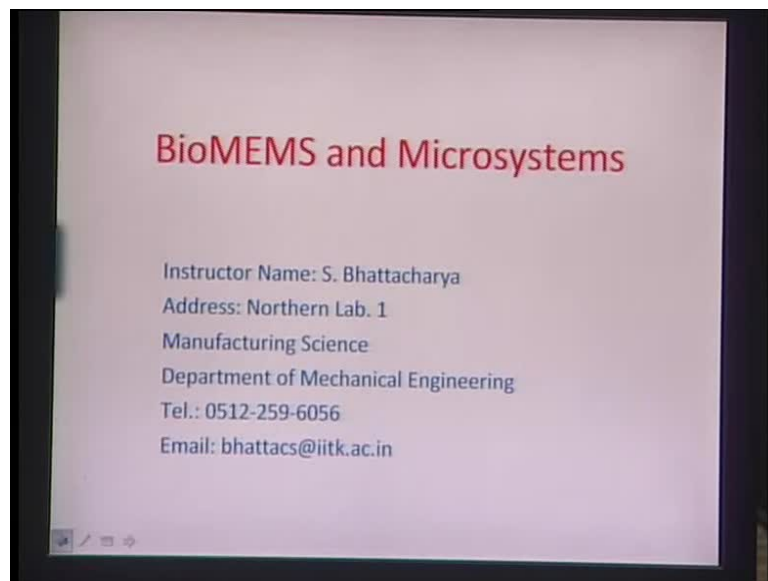 BioMEMS and Microsystems
Instructor Name: S. Bhattacharya
Address: Northern Lab. 1
Manufacturing Science
Department of Mechanical Engineering
Tel.: 0512-259-6056
Email: bhattacs@iitk.ac.in